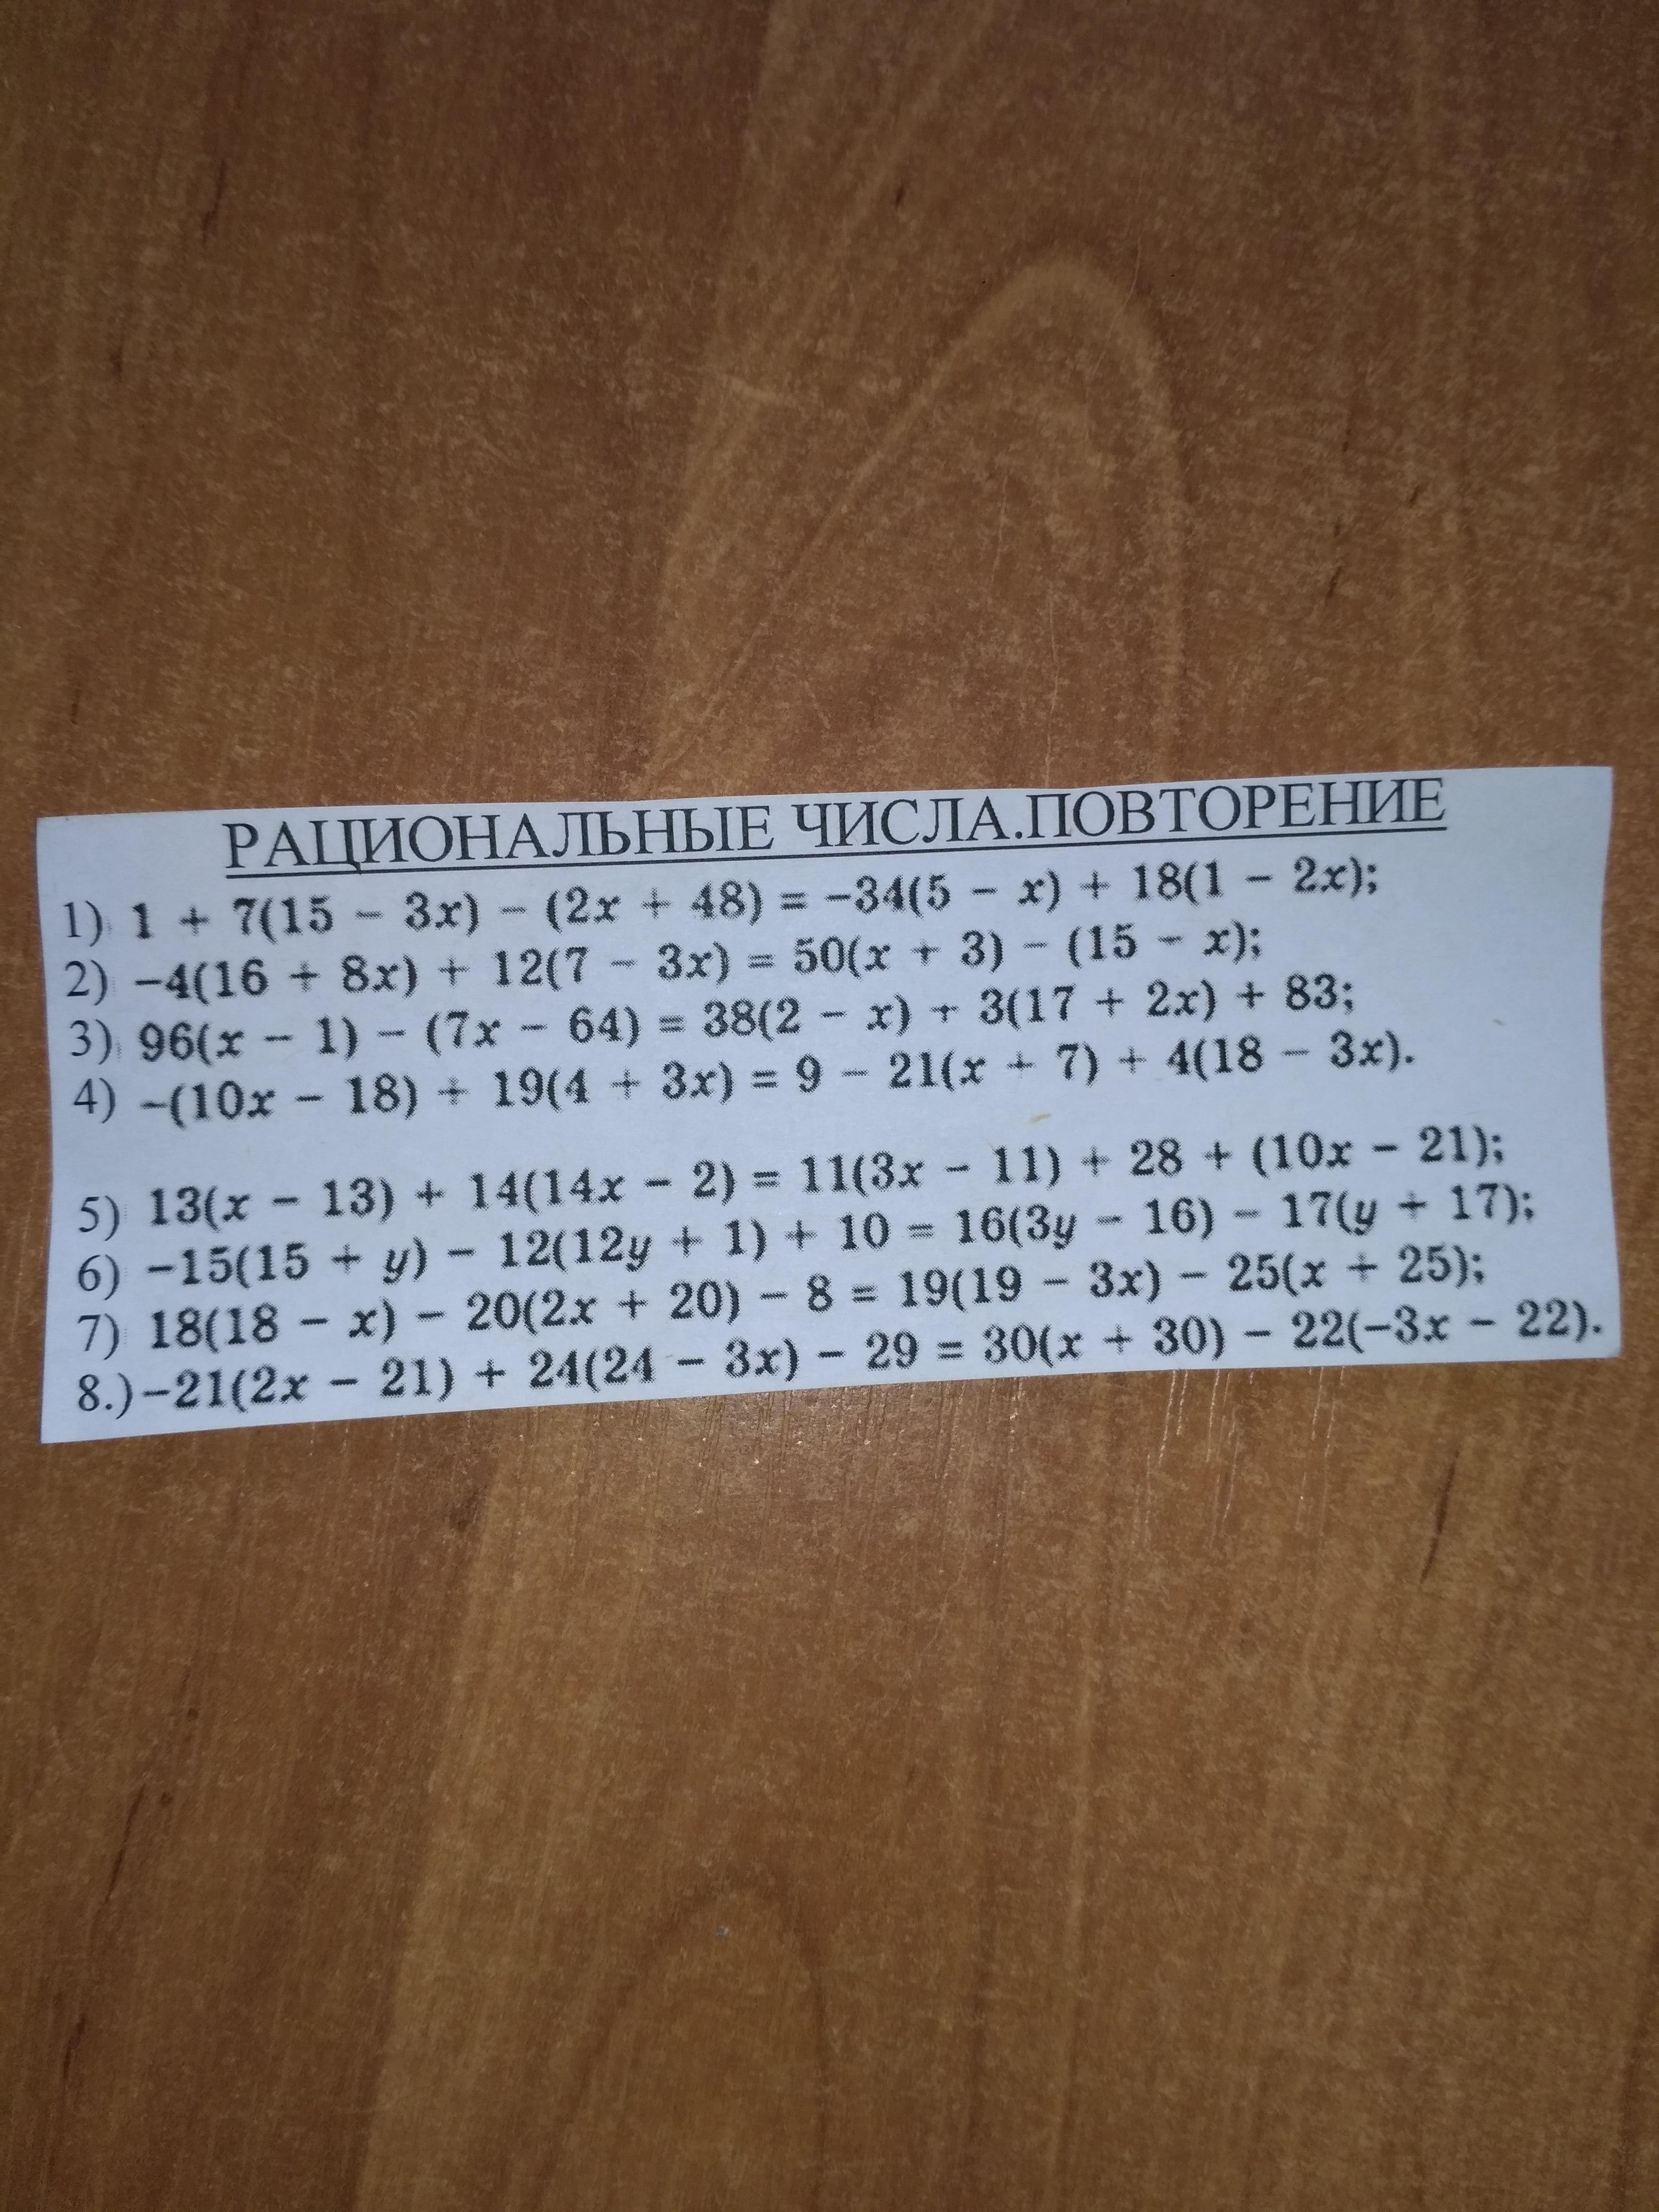 РАЦИОНАЛЬНЫЕ ЧИСЛА.ПОВТОРЕНИЕ
1) 1 + 7(15 − 3x) − (2x + 48) = −34(5 − x) + 18(1 − 2x);
2) −4(16 + 8x) + 12(7 − 3x) = 50(x + 3) − (15 − x);
3) 96(x − 1) − (7x − 64) = 38(2 − x) + 3(17 + 2x) + 83;
4) −(10x − 18) + 19(4 + 3x) = 9 − 21(x + 7) + 4(18 − 3x).
5) 13(x − 13) + 14(14x − 2) = 11(3x − 11) + 28 + (10x − 21);
6) −15(15 + y) − 12(12y + 1) + 10 = 16(3y − 16) − 17(y + 17);
7) 18(18 − x) − 20(2x + 20) − 8 = 19(19 − 3x) − 25(x + 25);
8.) −21(2x − 21) + 24(24 − 3x) − 29 = 30(x + 30) − 22(−3x − 22).